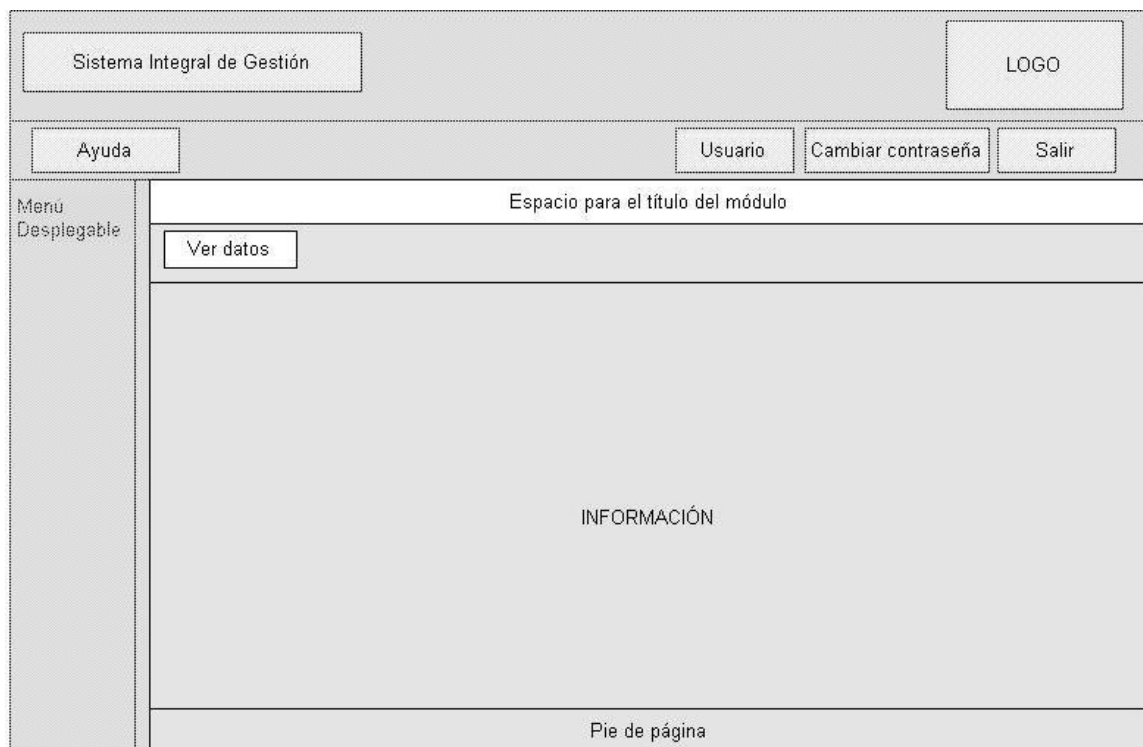 Sistema Integral de Gestión
LOGO
Ayuda
Usuario
Cambiar contraseña
Salir
Menú
Desplegable
Espacio para el título del módulo
Ver datos
INFORMACIÓN
Pie de página